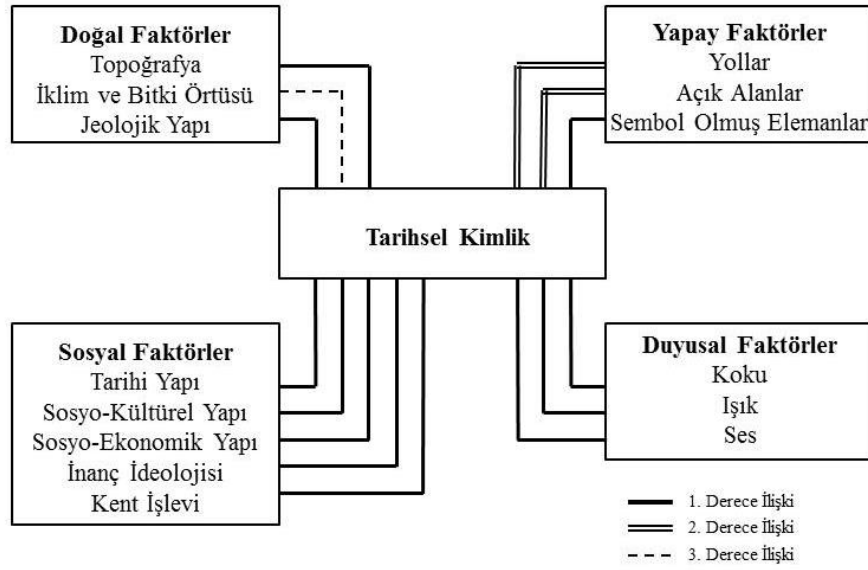 Doğal Faktörler
Topoğrafya
İklim ve Bitki Örtüsü
Jeolojik Yapı
Yapay Faktörler
Yollar
Açık Alanlar
Sembol Olmuş Elemanlar
Tarihsel Kimlik
Sosyal Faktörler
Tarihi Yapı
Sosyo-Kültürel Yapı
Sosyo-Ekonomik Yapı
İnanç İdeolojisi
Kent İşlevi
Duyusal Faktörler
Koku
Işık
Ses
1. Derece İlişki
2. Derece İlişki
3. Derece İlişki